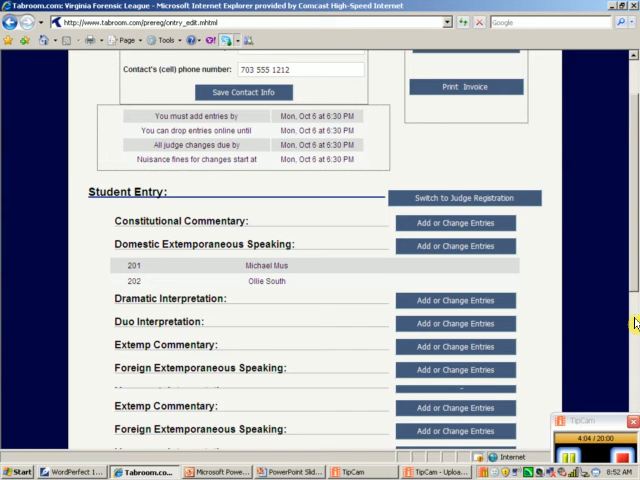 Tabroom.com: Virginia Forensic League - Microsoft Internet Explorer provided by Comcast High-Speed Internet
http://www.tabroom.com/prereg/entry_edit.mhtml
Google
Page Tools
Contact's (cell) phone number: 703 555 1212
Save Contact Info
Print Invoice
You must add entries by Mon, Oct 6 at 6:30 PM
You can drop entries online until Mon, Oct 6 at 6:30 PM
All judge changes due by Mon, Oct 6 at 6:30 PM
Nuisance fines for changes start at Mon, Oct 6 at 6:30 PM
Student Entry: Switch to Judge Registration
Constitutional Commentary: Add or Change Entries
Domestic Extemporaneous Speaking: Add or Change Entries
201 Michael Mus
202 Ollie South
Dramatic Interpretation: Add or Change Entries
Duo Interpretation: Add or Change Entries
Extemp Commentary: Add or Change Entries
Foreign Extemporaneous Speaking: Add or Change Entries
Extemp Commentary: Add or Change Entries
Foreign Extemporaneous Speaking: Add or Change Entries
TipCam
4:04 / 20:00
Internet
Start WordPerfect 1... Tabroom.co... Microsoft Powe... PowerPoint Slid... TipCam TipCam - Uploa... 8:52 AM